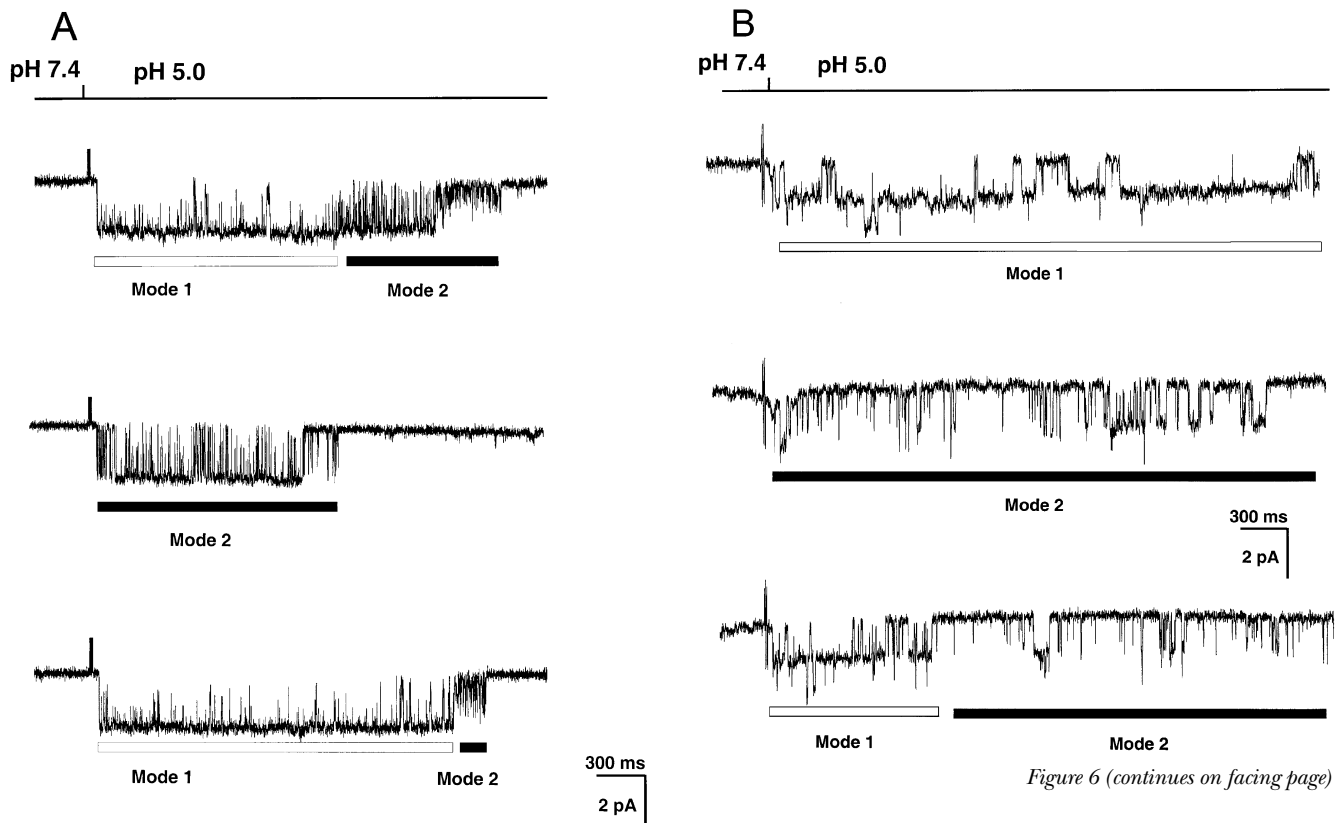 A
pH 7.4 pH 5.0
Mode 1 Mode 2
Mode 2
Mode 1 Mode 2
300 ms
2 pA
B
pH 7.4 pH 5.0
Mode 1
Mode 2
300 ms
2 pA
Mode 1 Mode 2
Figure 6 (continues on facing page)